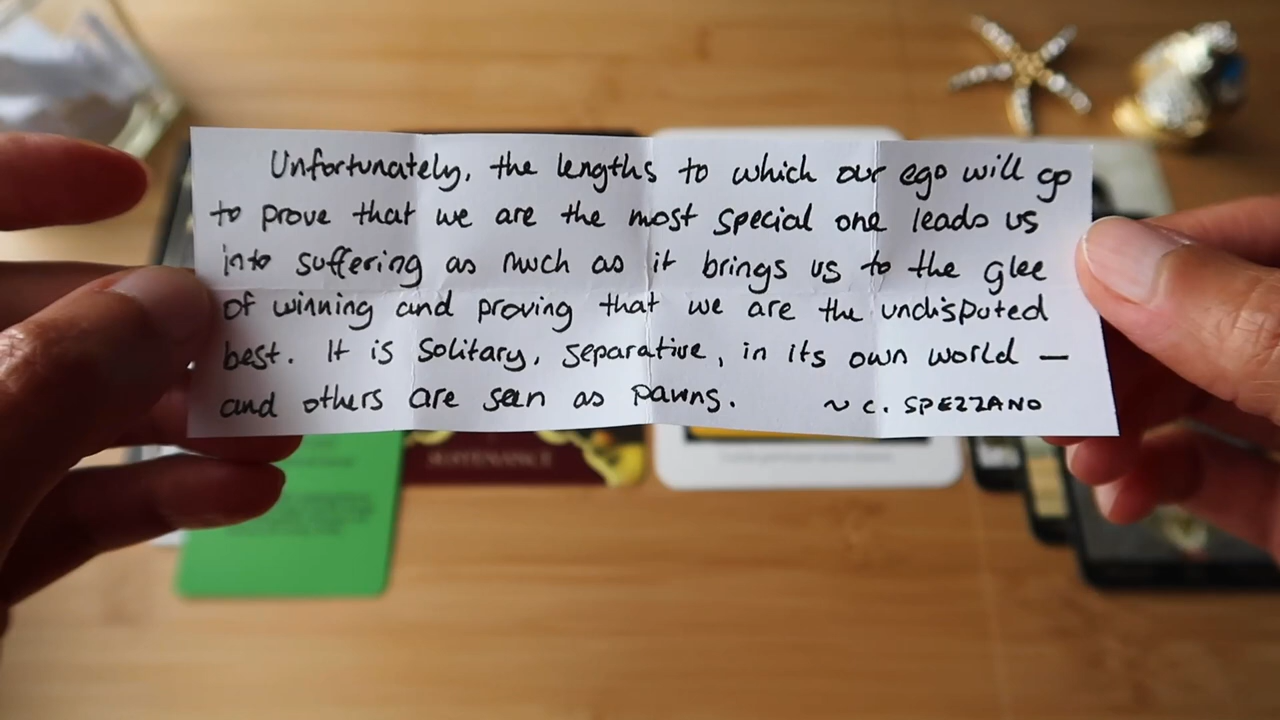 Unfortunately, the lengths to which our ego will go
to prove that we are the most special one leads us
into suffering as much as it brings us to the glee
of winning and proving that we are the undisputed
best. It is solitary, separative, in its own world —
and others are seen as pawns. ~ C. SPEZZANO
SUSTENANCE